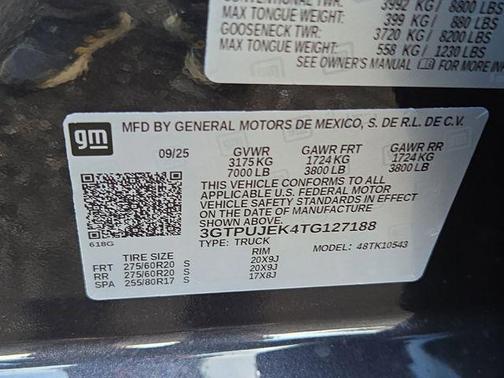 CONVENTIONAL TWR: 3992 KG / 8800 LBS
MAX TONGUE WEIGHT: 399 KG / 880 LBS
GOOSENECK TWR: 3720 KG / 8200 LBS
MAX TONGUE WEIGHT: 558 KG / 1230 LBS
SEE OWNER'S MANUAL FOR MORE INF
gm MFD BY GENERAL MOTORS DE MEXICO, S. DE R.L. DE C.V.
09/25 GVWR GAWR FRT GAWR RR
3175 KG 1724 KG 1724 KG
7000 LB 3800 LB 3800 LB
THIS VEHICLE CONFORMS TO ALL
APPLICABLE U.S. FEDERAL MOTOR
VEHICLE SAFETY STANDARDS IN EFFECT
ON THE DATE OF MANUFACTURE
SHOWN ABOVE.
3GTPUJEK4TG127188
618G TYPE: TRUCK MODEL: 48TK10543
TIRE SIZE RIM
FRT 275/60R20 S 20X9J
RR 275/60R20 S 20X9J
SPA 255/80R17 S 17X8J